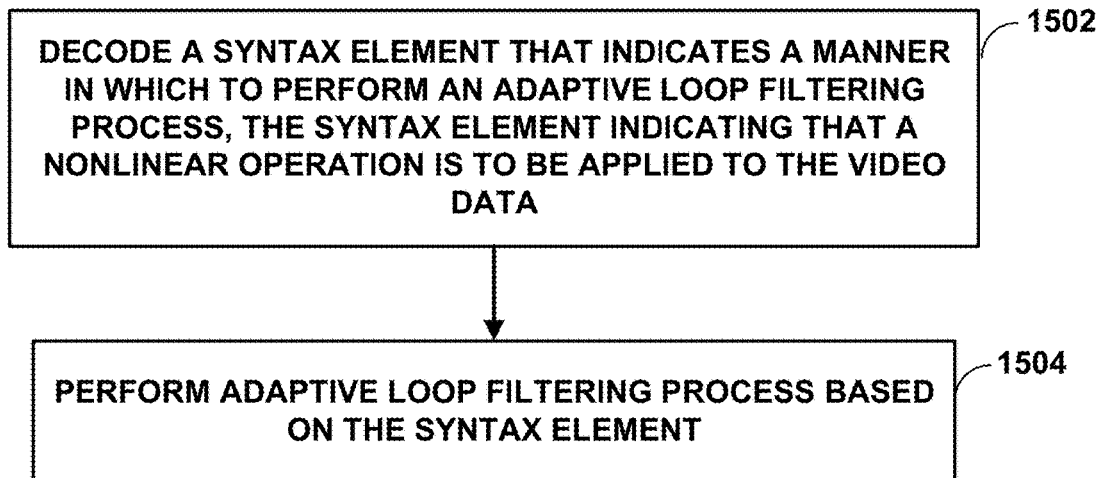 1502
DECODE A SYNTAX ELEMENT THAT INDICATES A MANNER
IN WHICH TO PERFORM AN ADAPTIVE LOOP FILTERING
PROCESS, THE SYNTAX ELEMENT INDICATING THAT A
NONLINEAR OPERATION IS TO BE APPLIED TO THE VIDEO
DATA
1504
PERFORM ADAPTIVE LOOP FILTERING PROCESS BASED
ON THE SYNTAX ELEMENT